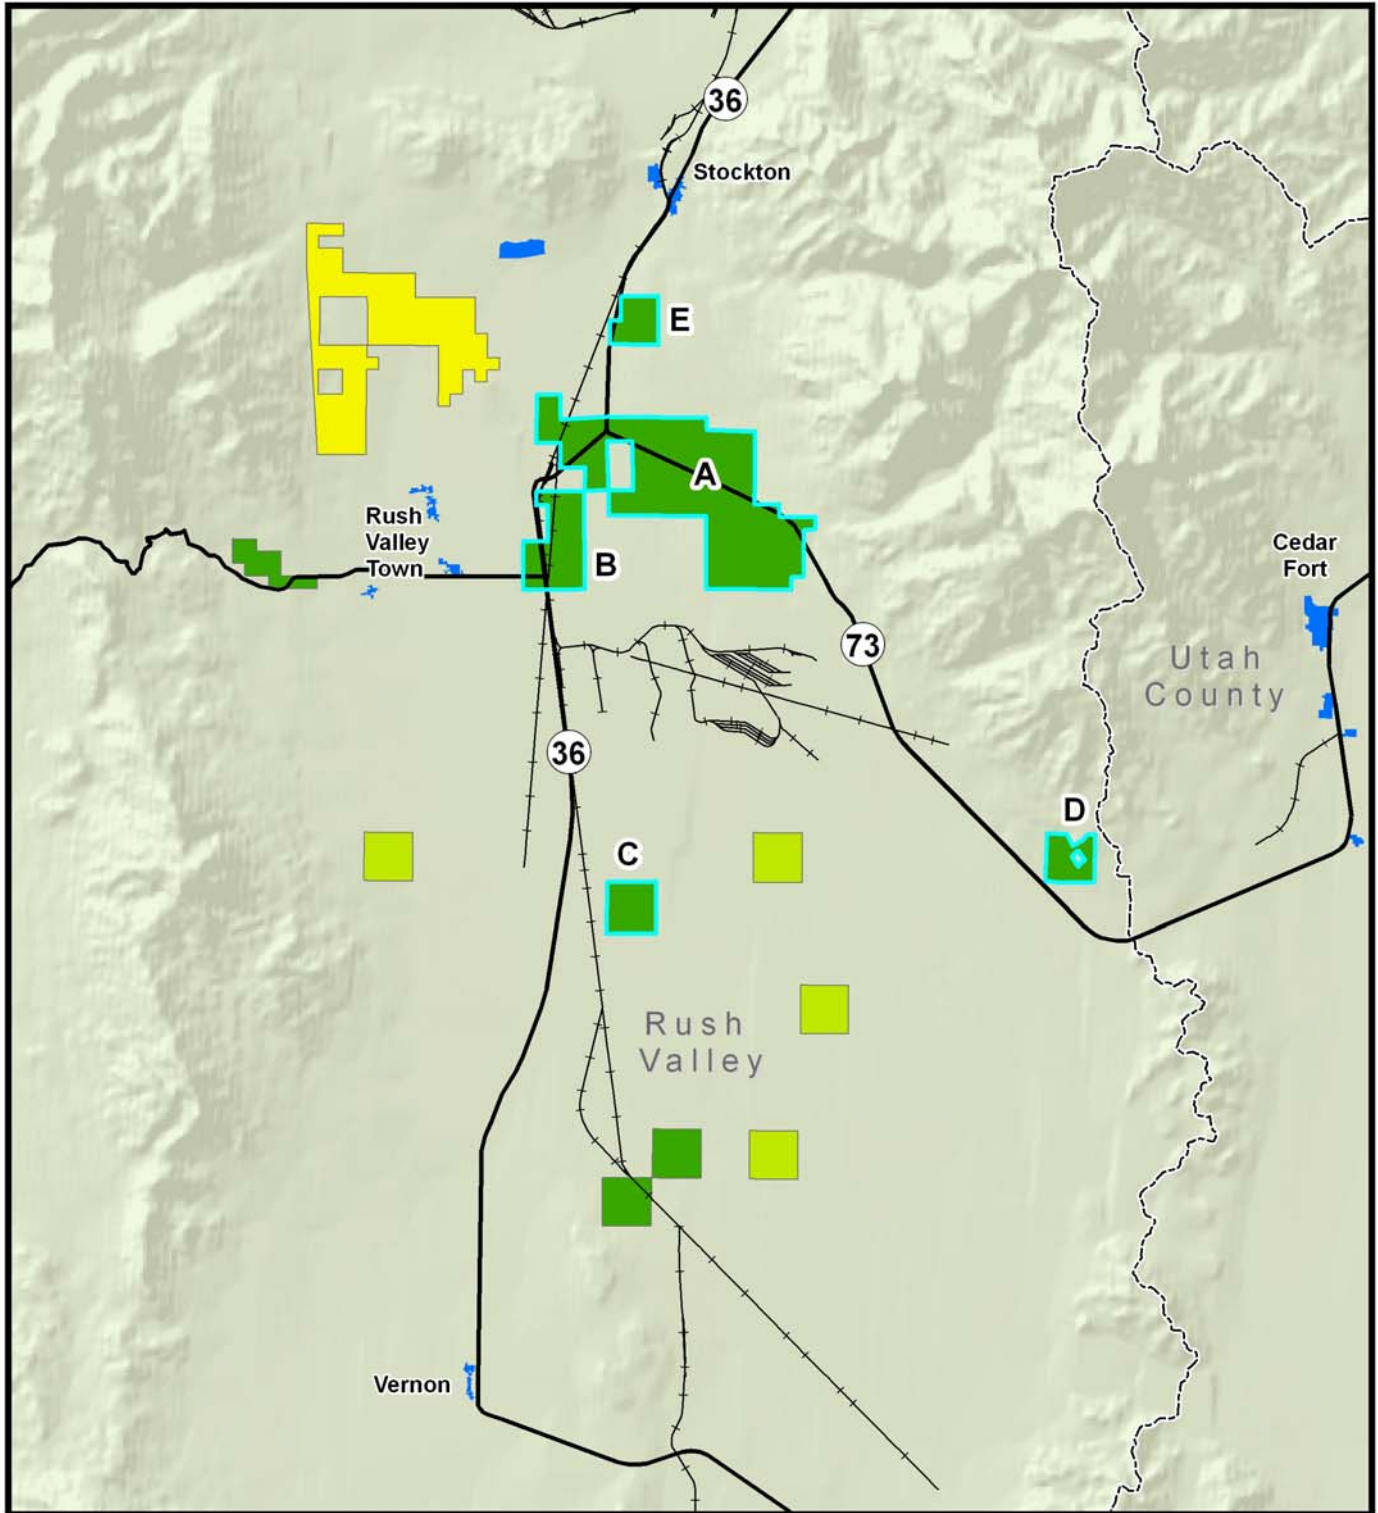 36
Stockton
E
A
Rush
Valley
Town
B
Cedar
Fort
73
Utah
County
36
D
C
Rush
Valley
Vernon